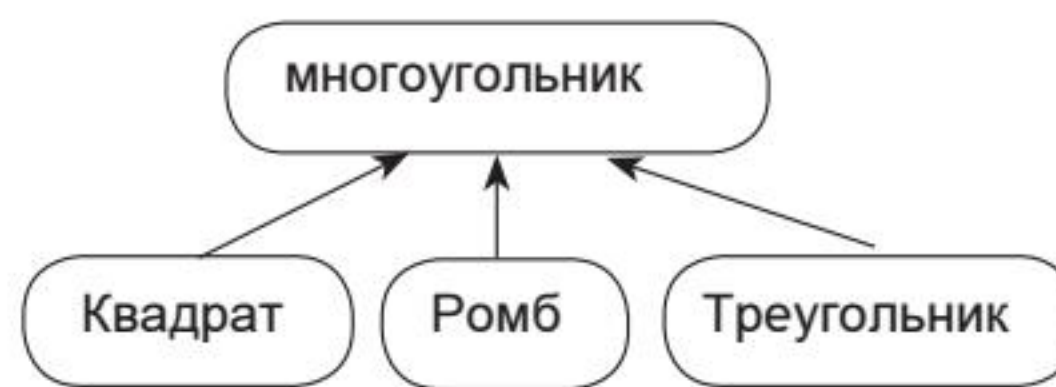 многоугольник
Квадрат
Ромб
Треугольник